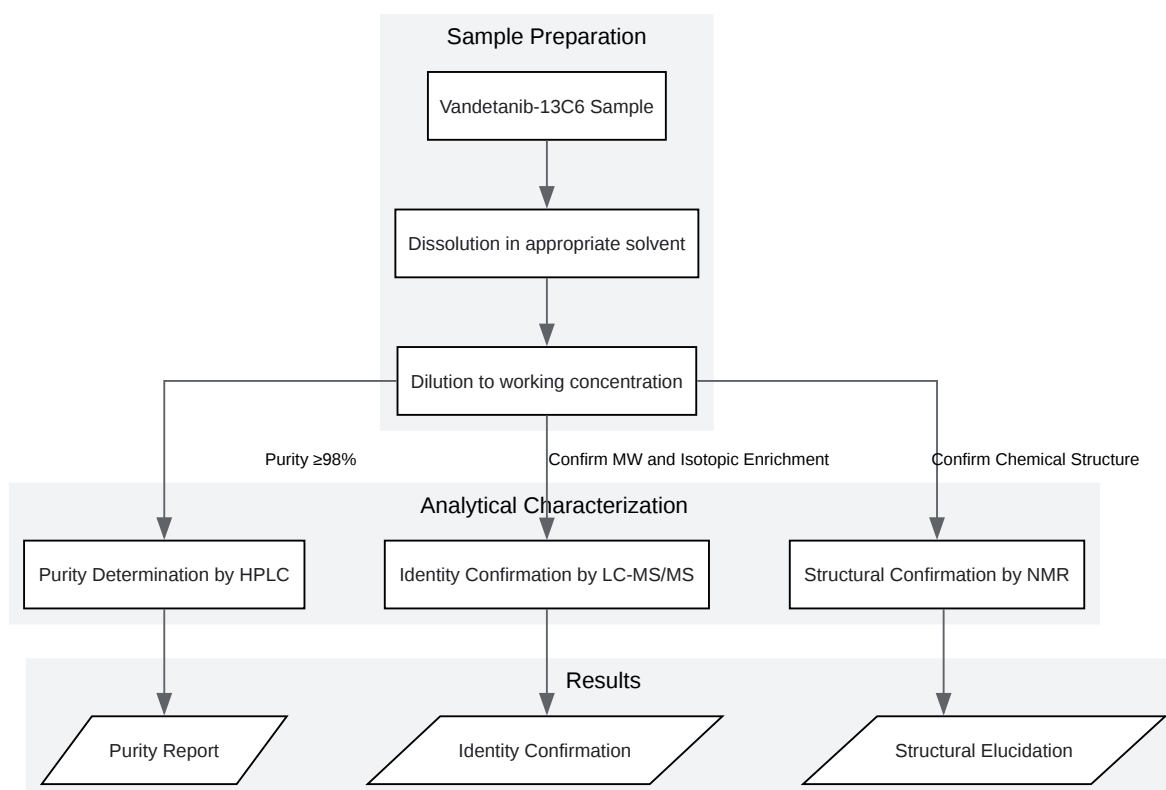 Sample Preparation
Vandetanib-13C6 Sample
Dissolution in appropriate solvent
Dilution to working concentration
Purity ≥98%
Confirm MW and Isotopic Enrichment
Confirm Chemical Structure
Analytical Characterization
Purity Determination by HPLC
Identity Confirmation by LC-MS/MS
Structural Confirmation by NMR
Results
Purity Report
Identity Confirmation
Structural Elucidation